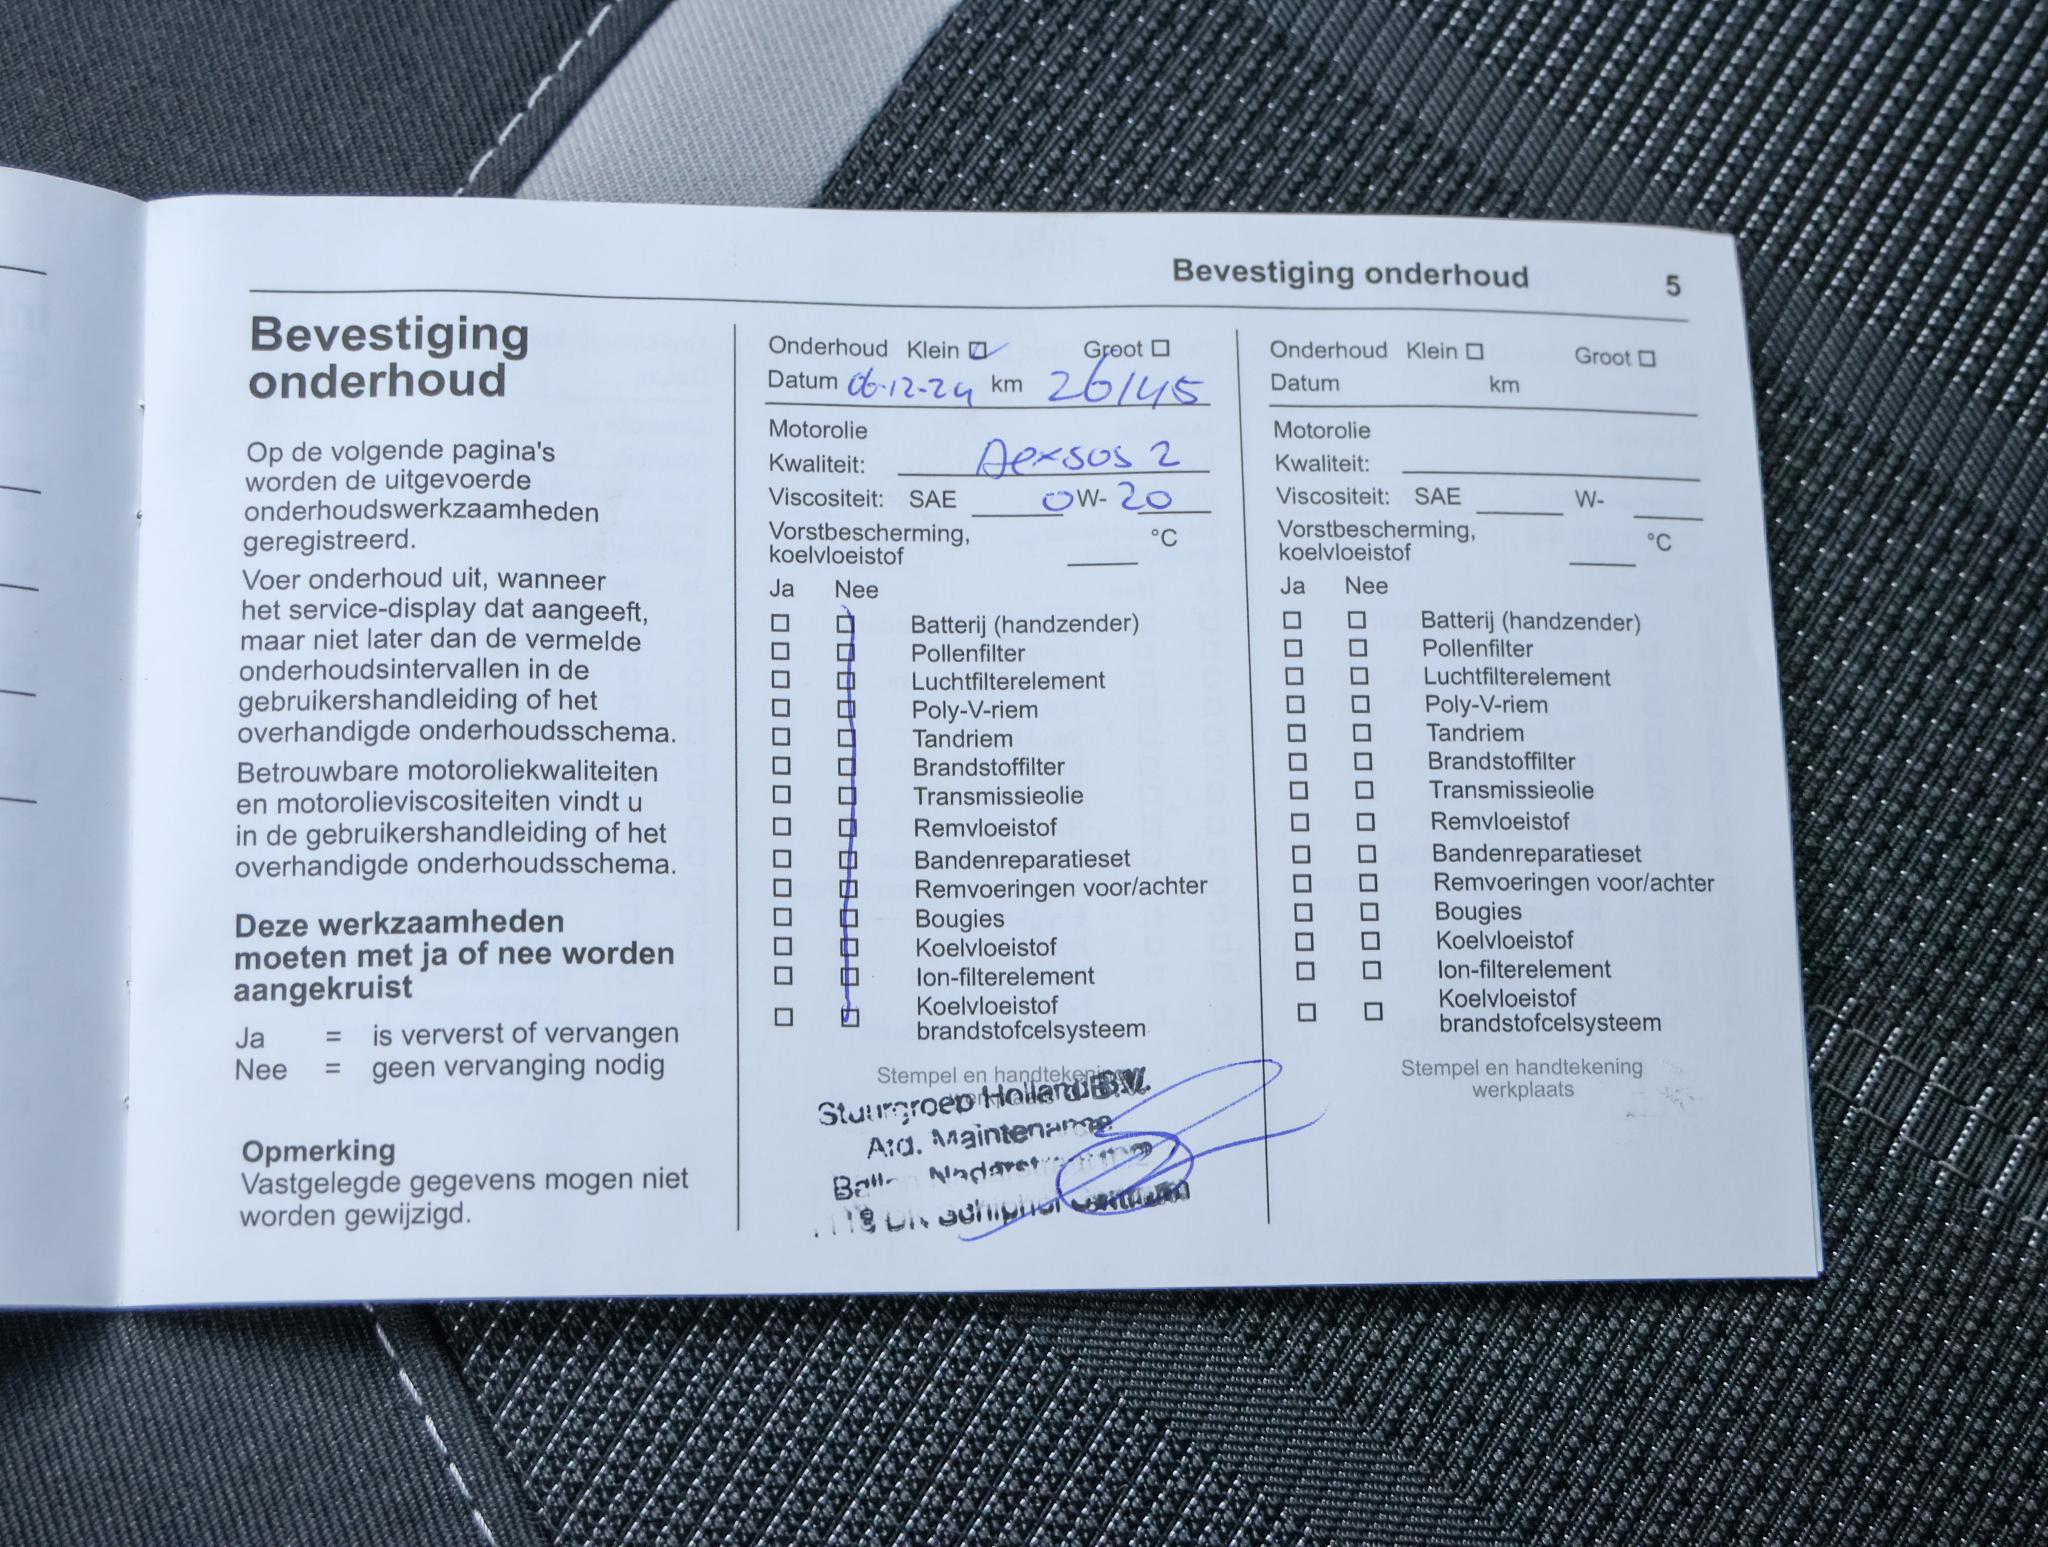 Bevestiging onderhoud 5
Bevestiging
onderhoud
Op de volgende pagina's
worden de uitgevoerde
onderhoudswerkzaamheden
geregistreerd.
Voer onderhoud uit, wanneer
het service-display dat aangeeft,
maar niet later dan de vermelde
onderhoudsintervallen in de
gebruikershandleiding of het
overhandigde onderhoudsschema.
Betrouwbare motoroliekwaliteiten
en motorolieviscositeiten vindt u
in de gebruikershandleiding of het
overhandigde onderhoudsschema.
Deze werkzaamheden
moeten met ja of nee worden
aangekruist
Ja = is ververst of vervangen
Nee = geen vervanging nodig
Opmerking
Vastgelegde gegevens mogen niet
worden gewijzigd.
Onderhoud Klein Groot
Datum 06-12-24 km 26145
Motorolie
Kwaliteit: Dexsos 2
Viscositeit: SAE 0 W- 20
Vorstbescherming,
koelvloeistof °C
Ja Nee
Batterij (handzender)
Pollenfilter
Luchtfilterelement
Poly-V-riem
Tandriem
Brandstoffilter
Transmissieolie
Remvloeistof
Bandenreparatieset
Remvoeringen voor/achter
Bougies
Koelvloeistof
Ion-filterelement
Koelvloeistof
brandstofcelsysteem
Stempel en handtekening
werkplaats
Stuurgroep Holland B.V.
Afd. Maintenance
Schiphol Centrum
Onderhoud Klein Groot
Datum km
Motorolie
Kwaliteit:
Viscositeit: SAE W-
Vorstbescherming,
koelvloeistof °C
Ja Nee
Batterij (handzender)
Pollenfilter
Luchtfilterelement
Poly-V-riem
Tandriem
Brandstoffilter
Transmissieolie
Remvloeistof
Bandenreparatieset
Remvoeringen voor/achter
Bougies
Koelvloeistof
Ion-filterelement
Koelvloeistof
brandstofcelsysteem
Stempel en handtekening
werkplaats